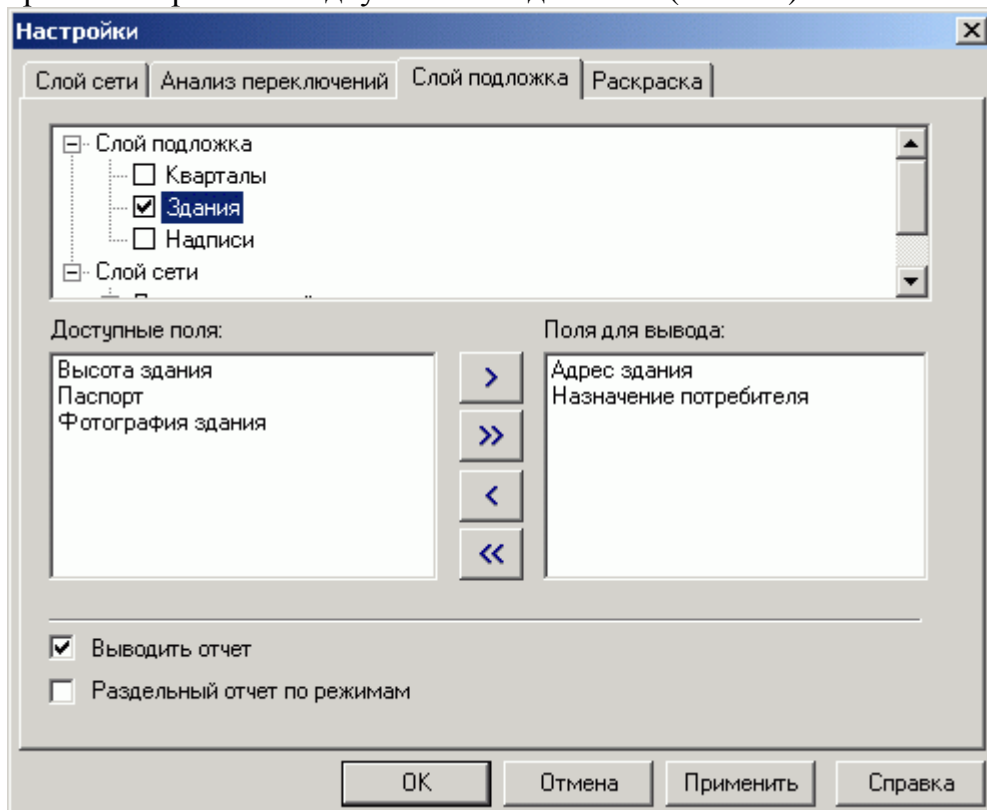 Настройки
Слой сети Анализ переключений Слой подложка Раскраска
Слой подложка
Кварталы
Здания
Надписи
Слой сети
Доступные поля: Поля для вывода:
Высота здания
Паспорт
Фотография здания
Адрес здания
Назначение потребителя
>
>>
<
<<
Выводить отчет
Раздельный отчет по режимам
OK Отмена Применить Справка